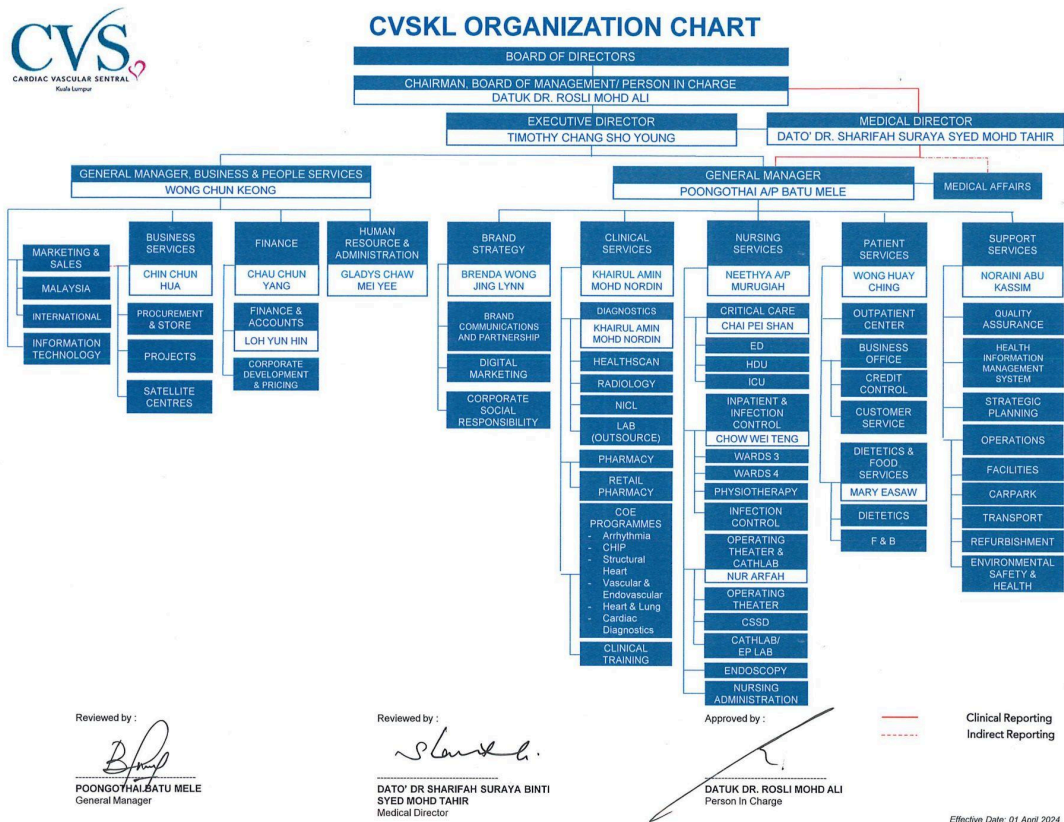 CVS
CARDIAC VASCULAR SENTRAL
Kuala Lumpur
CVSKL ORGANIZATION CHART
BOARD OF DIRECTORS
CHAIRMAN, BOARD OF MANAGEMENT/ PERSON IN CHARGE
DATUK DR. ROSLI MOHD ALI
EXECUTIVE DIRECTOR
TIMOTHY CHANG SHO YOUNG
MEDICAL DIRECTOR
DATO' DR. SHARIFAH SURAYA SYED MOHD TAHIR
GENERAL MANAGER, BUSINESS & PEOPLE SERVICES
WONG CHUN KEONG
GENERAL MANAGER
POONGOTHAI A/P BATU MELE
MEDICAL AFFAIRS
MARKETING &
SALES
MALAYSIA
INTERNATIONAL
INFORMATION
TECHNOLOGY
BUSINESS
SERVICES
CHIN CHUN
HUA
PROCUREMENT
& STORE
PROJECTS
SATELLITE
CENTRES
FINANCE
CHAU CHUN
YANG
FINANCE &
ACCOUNTS
LOH YUN HIN
CORPORATE
DEVELOPMENT
& PRICING
HUMAN
RESOURCE &
ADMINISTRATION
GLADYS CHAW
MEI YEE
BRAND
STRATEGY
BRENDA WONG
JING LYNN
BRAND
COMMUNICATIONS
AND PARTNERSHIP
DIGITAL
MARKETING
CORPORATE
SOCIAL
RESPONSIBILITY
CLINICAL
SERVICES
KHAIRUL AMIN
MOHD NORDIN
DIAGNOSTICS
KHAIRUL AMIN
MOHD NORDIN
HEALTHSCAN
RADIOLOGY
NICL
LAB
(OUTSOURCE)
PHARMACY
RETAIL
PHARMACY
COE
PROGRAMMES
- Arrhythmia
- CHIP
- Structural
Heart
- Vascular &
Endovascular
- Heart & Lung
- Cardiac
Diagnostics
CLINICAL
TRAINING
NURSING
SERVICES
NEETHYA A/P
MURUGIAH
CRITICAL CARE
CHAI PEI SHAN
ED
HDU
ICU
INPATIENT &
INFECTION
CONTROL
CHOW WEI TENG
WARDS 3
WARDS 4
PHYSIOTHERAPY
INFECTION
CONTROL
OPERATING
THEATER &
CATHLAB
NUR ARFAH
OPERATING
THEATER
CSSD
CATHLAB/
EP LAB
ENDOSCOPY
NURSING
ADMINISTRATION
PATIENT
SERVICES
WONG HUAY
CHING
OUTPATIENT
CENTER
BUSINESS
OFFICE
CREDIT
CONTROL
CUSTOMER
SERVICE
DIETETICS &
FOOD
SERVICES
MARY EASAW
DIETETICS
F & B
SUPPORT
SERVICES
NORAINI ABU
KASSIM
QUALITY
ASSURANCE
HEALTH
INFORMATION
MANAGEMENT
SYSTEM
STRATEGIC
PLANNING
OPERATIONS
FACILITIES
CARPARK
TRANSPORT
REFURBISHMENT
ENVIRONMENTAL
SAFETY &
HEALTH
Reviewed by :
POONGOTHAI BATU MELE
General Manager
Reviewed by :
DATO' DR SHARIFAH SURAYA BINTI
SYED MOHD TAHIR
Medical Director
Approved by :
DATUK DR. ROSLI MOHD ALI
Person In Charge
Clinical Reporting
Indirect Reporting
Effective Date: 01 April 2024